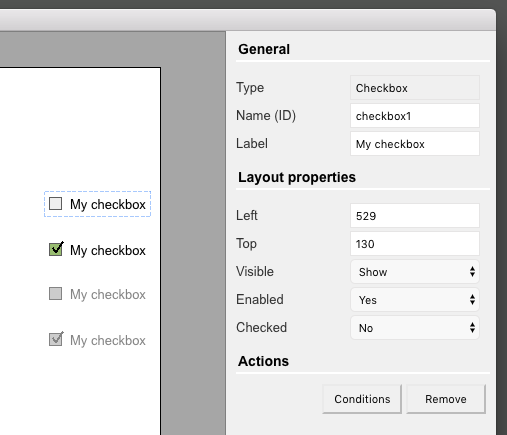 General
Type Checkbox
Name (ID) checkbox1
Label My checkbox
Layout properties
Left 529
Top 130
Visible Show
Enabled Yes
Checked No
Actions
Conditions Remove
My checkbox
My checkbox
My checkbox
My checkbox